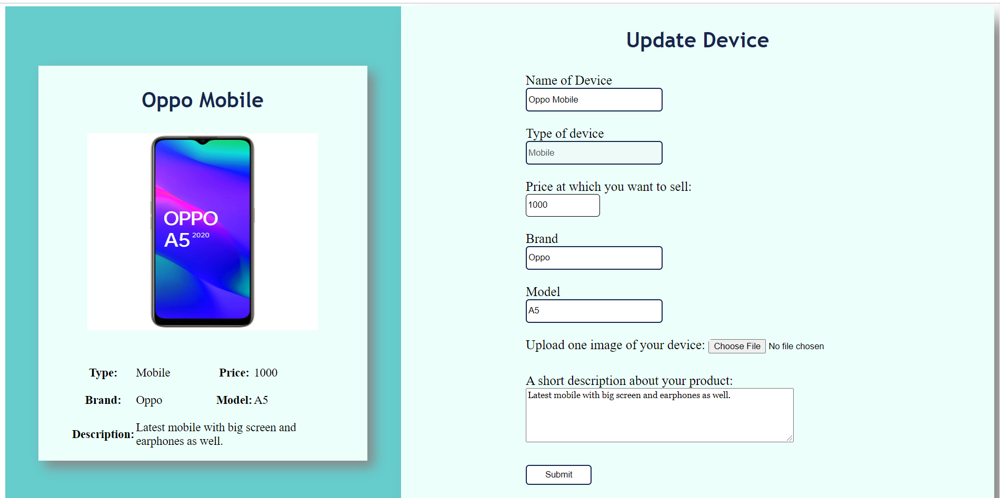 Oppo Mobile
OPPO
A5 2020
Type: Mobile Price: 1000
Brand: Oppo Model: A5
Description: Latest mobile with big screen and
earphones as well.
Update Device
Name of Device
Oppo Mobile
Type of device
Mobile
Price at which you want to sell:
1000
Brand
Oppo
Model
A5
Upload one image of your device: Choose File No file chosen
A short description about your product:
Latest mobile with big screen and earphones as well.
Submit